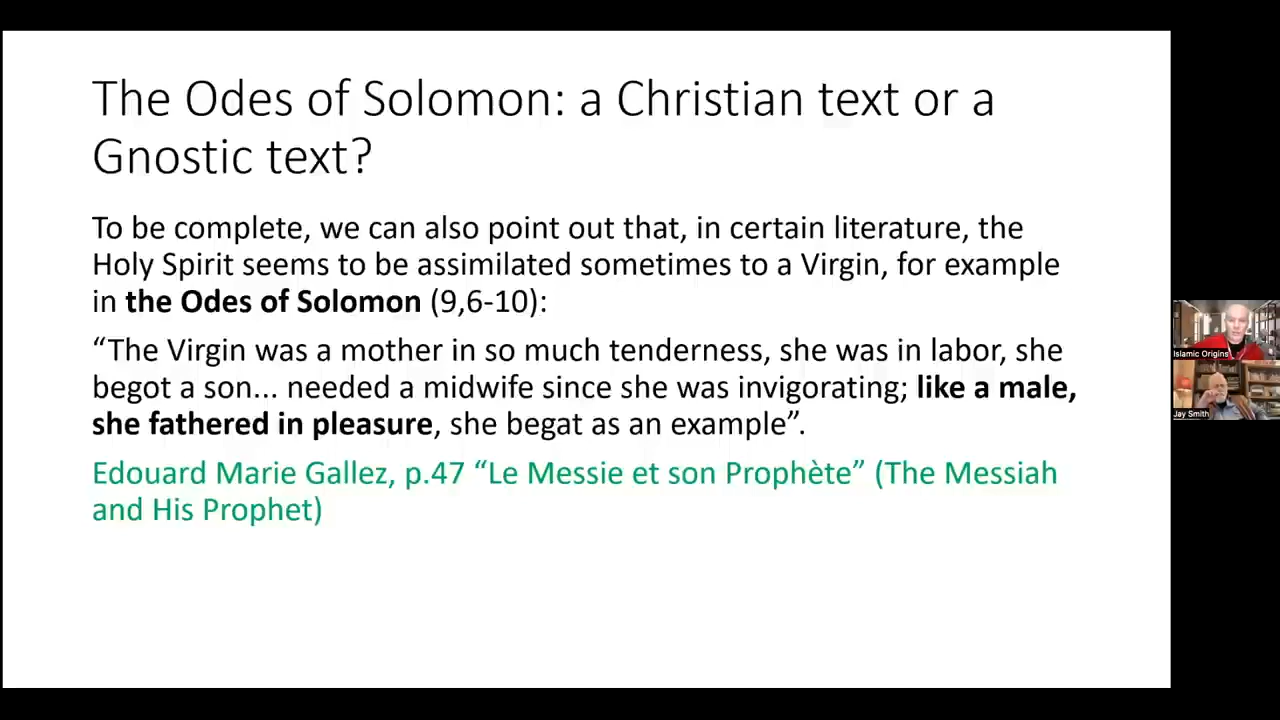 The Odes of Solomon: a Christian text or a
Gnostic text?
To be complete, we can also point out that, in certain literature, the
Holy Spirit seems to be assimilated sometimes to a Virgin, for example
in the Odes of Solomon (9,6-10):
“The Virgin was a mother in so much tenderness, she was in labor, she
begot a son... needed a midwife since she was invigorating; like a male,
she fathered in pleasure, she begat as an example”.
Edouard Marie Gallez, p.47 “Le Messie et son Prophète” (The Messiah
and His Prophet)
Islamic Origins
Jay Smith